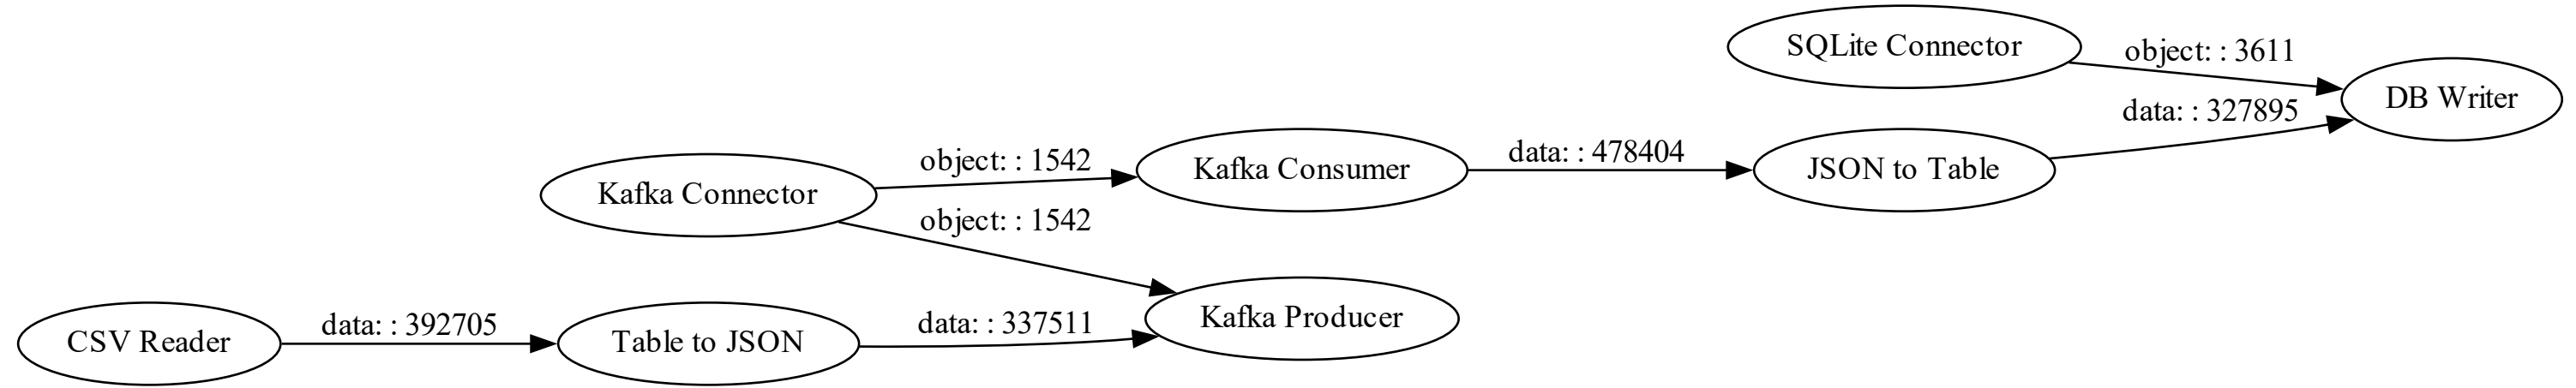 SQLite Connector
object: : 3611
DB Writer
data: : 327895
Kafka Connector
object: : 1542
Kafka Consumer
data: : 478404
JSON to Table
object: : 1542
Kafka Producer
CSV Reader
data: : 392705
Table to JSON
data: : 337511